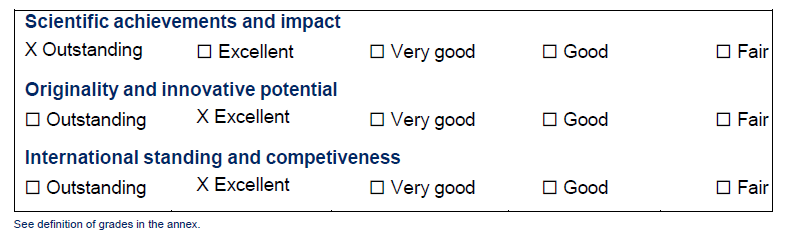 Scientific achievements and impact
X Outstanding ☐ Excellent ☐ Very good ☐ Good ☐ Fair
Originality and innovative potential
☐ Outstanding X Excellent ☐ Very good ☐ Good ☐ Fair
International standing and competiveness
☐ Outstanding X Excellent ☐ Very good ☐ Good ☐ Fair
See definition of grades in the annex.